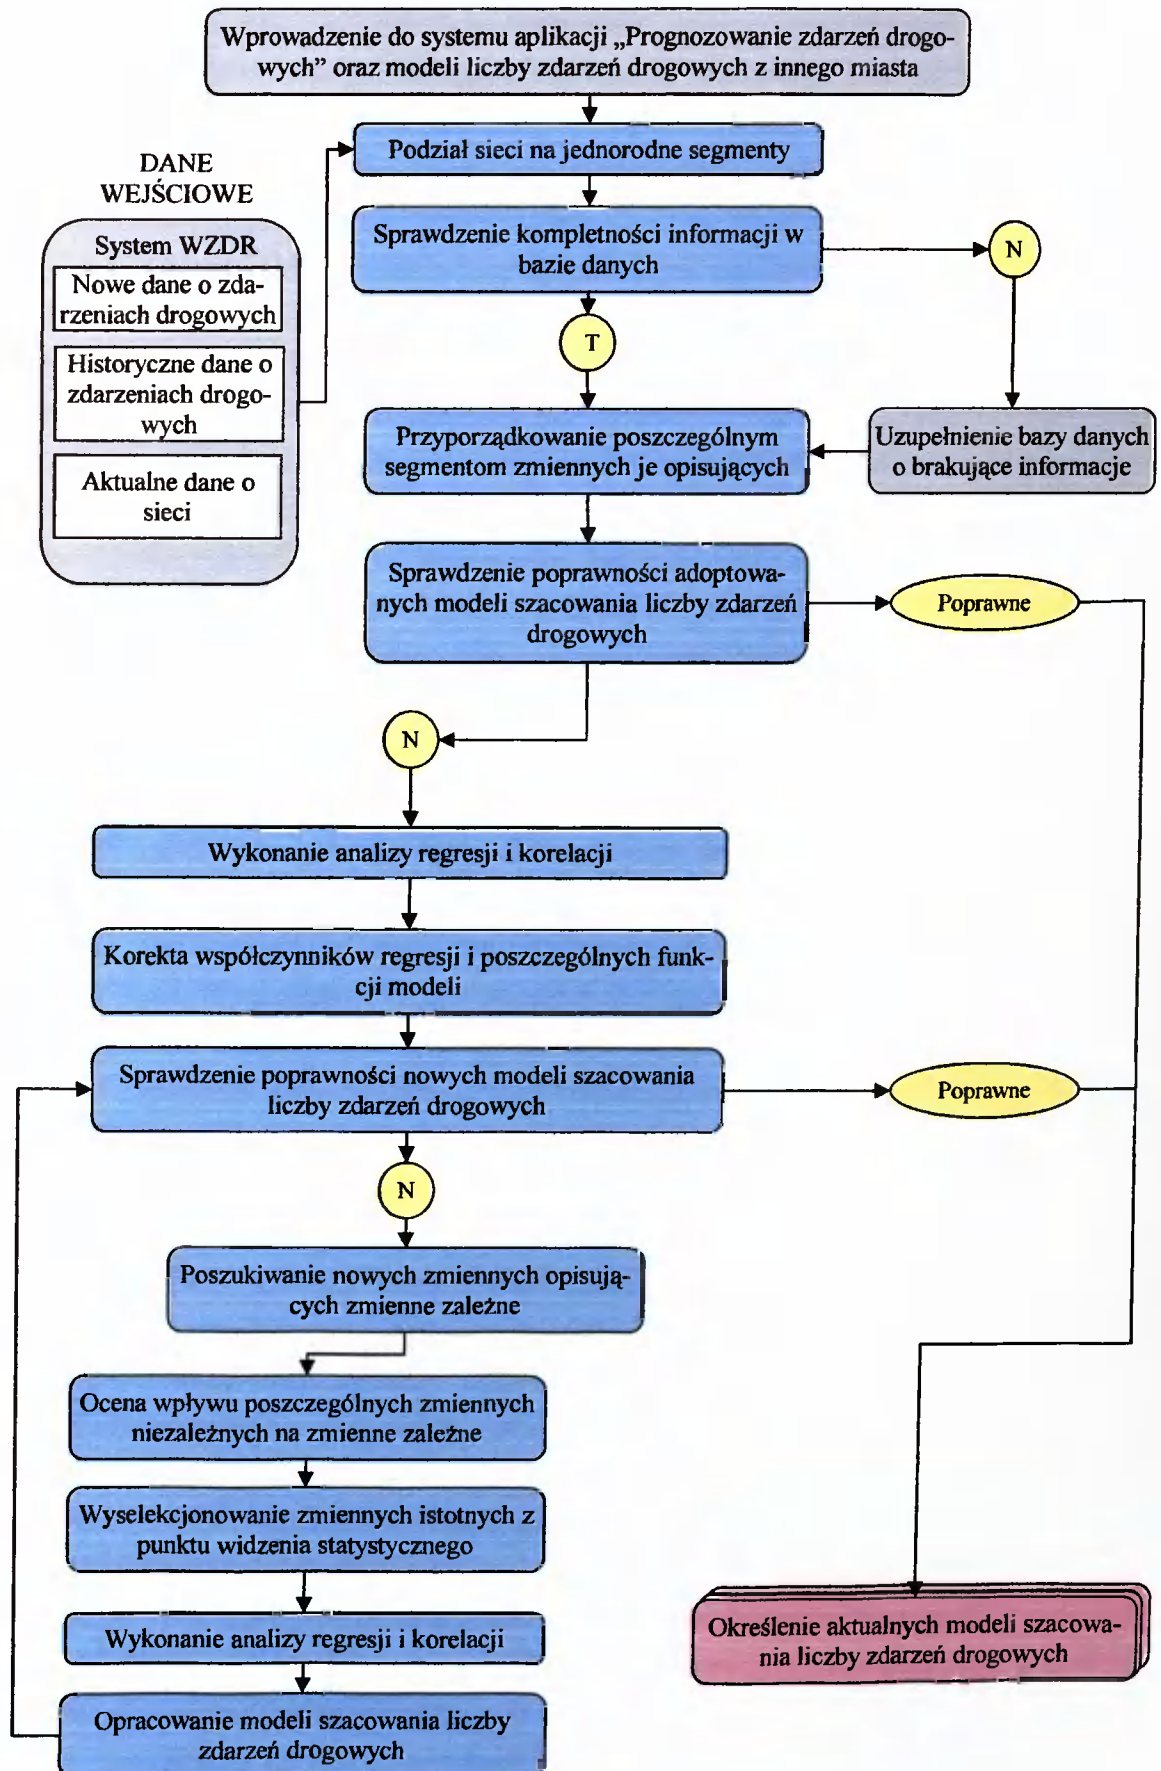 Wprowadzenie do systemu aplikacji „Prognozowanie zdarzeń drogo-
wych” oraz modeli liczby zdarzeń drogowych z innego miasta
Podział sieci na jednorodne segmenty
DANE
WEJŚCIOWE
Sprawdzenie kompletności informacji w
bazie danych
N
System WZDR
Nowe dane o zda-
rzeniach drogowych
T
Historyczne dane o
zdarzeniach drogo-
wych
Przyporządkowanie poszczególnym
segmentom zmiennych je opisujących
Uzupełnienie bazy danych
o brakujące informacje
Aktualne dane o
sieci
Sprawdzenie poprawności adoptowa-
nych modeli szacowania liczby zdarzeń
drogowych
Poprawne
N
Wykonanie analizy regresji i korelacji
Korekta współczynników regresji i poszczególnych funk-
cji modeli
Sprawdzenie poprawności nowych modeli szacowania
liczby zdarzeń drogowych
Poprawne
N
Poszukiwanie nowych zmiennych opisują-
cych zmienne zależne
Ocena wpływu poszczególnych zmiennych
niezależnych na zmienne zależne
Wyselekcjonowanie zmiennych istotnych z
punktu widzenia statystycznego
Wykonanie analizy regresji i korelacji
Określenie aktualnych modeli szacowa-
nia liczby zdarzeń drogowych
Opracowanie modeli szacowania liczby
zdarzeń drogowych